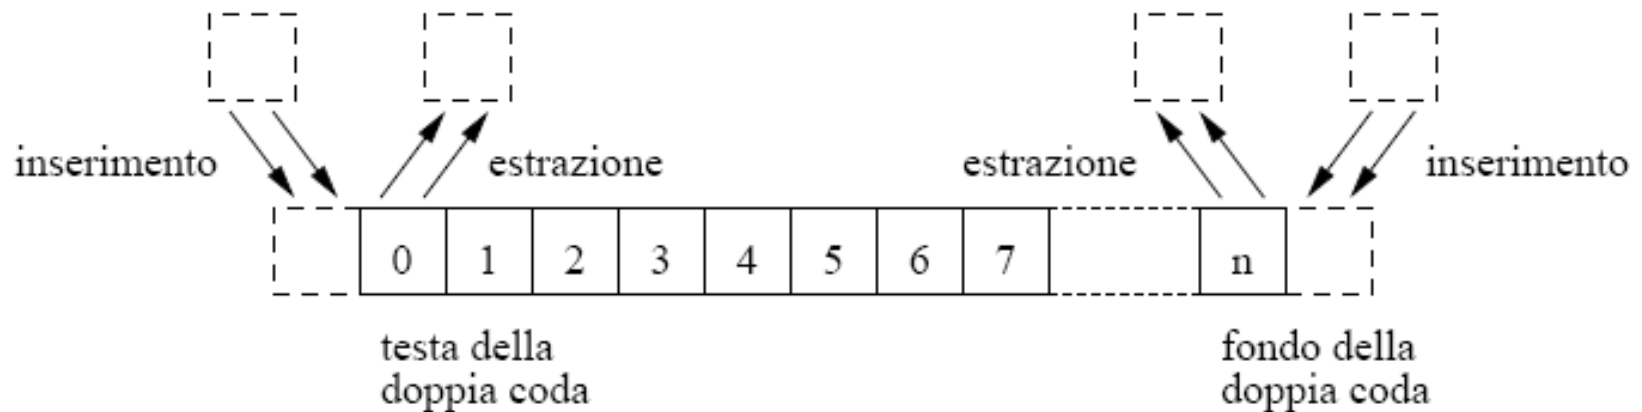 inserimento
estrazione
estrazione
inserimento
0 1 2 3 4 5 6 7 n
testa della
doppia coda
fondo della
doppia coda